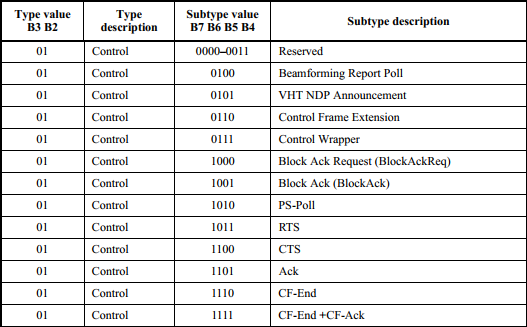 Type value B3 B2 Type description Subtype value B7 B6 B5 B4 Subtype description
01 Control 0000–0011 Reserved
01 Control 0100 Beamforming Report Poll
01 Control 0101 VHT NDP Announcement
01 Control 0110 Control Frame Extension
01 Control 0111 Control Wrapper
01 Control 1000 Block Ack Request (BlockAckReq)
01 Control 1001 Block Ack (BlockAck)
01 Control 1010 PS-Poll
01 Control 1011 RTS
01 Control 1100 CTS
01 Control 1101 Ack
01 Control 1110 CF-End
01 Control 1111 CF-End +CF-Ack